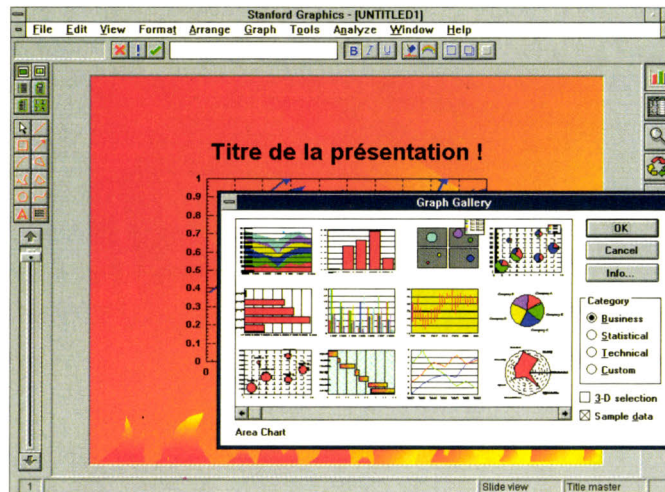 Stanford Graphics - [UNTITLED1]
File Edit View Format Arrange Graph Tools Analyze Window Help
B I U
Titre de la présentation !
1
0.9
0.8
0.7
0.6
0.5
0.4
0.3
0.2
0.1
0
0
Graph Gallery
OK
Cancel
Info...
Category
Business
Statistical
Technical
Custom
3-D selection
Sample data
Area Chart
A
1
Slide view
Title master